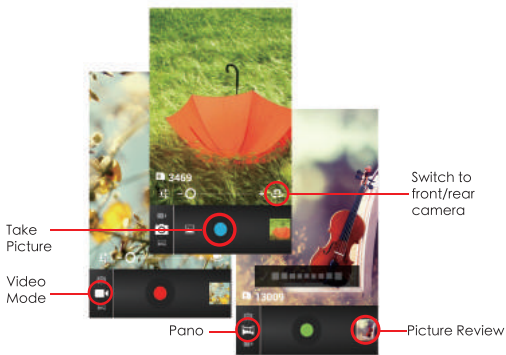 3469
Switch to
front/rear
camera
Take
Picture
Video
Mode
13009
Pano
Picture Review